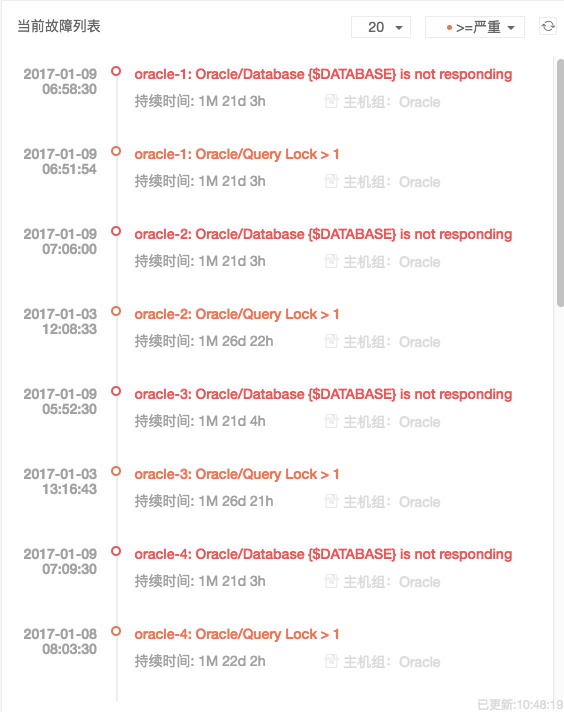 当前故障列表
20
>=严重
2017-01-09
06:58:30
oracle-1: Oracle/Database {$DATABASE} is not responding
持续时间: 1M 21d 3h
主机组: Oracle
2017-01-09
06:51:54
oracle-1: Oracle/Query Lock > 1
持续时间: 1M 21d 3h
主机组: Oracle
2017-01-09
07:06:00
oracle-2: Oracle/Database {$DATABASE} is not responding
持续时间: 1M 21d 3h
主机组: Oracle
2017-01-03
12:08:33
oracle-2: Oracle/Query Lock > 1
持续时间: 1M 26d 22h
主机组: Oracle
2017-01-09
05:52:30
oracle-3: Oracle/Database {$DATABASE} is not responding
持续时间: 1M 21d 4h
主机组: Oracle
2017-01-03
13:16:43
oracle-3: Oracle/Query Lock > 1
持续时间: 1M 26d 21h
主机组: Oracle
2017-01-09
07:09:30
oracle-4: Oracle/Database {$DATABASE} is not responding
持续时间: 1M 21d 3h
主机组: Oracle
2017-01-08
08:03:30
oracle-4: Oracle/Query Lock > 1
持续时间: 1M 22d 2h
主机组: Oracle
已更新:10:48:19